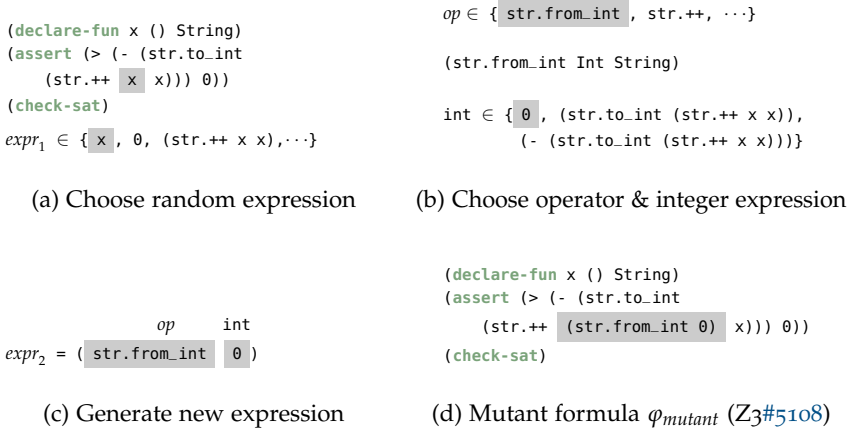 (declare-fun x () String)
(assert (> (- (str.to_int
(str.++ x x))) 0))
(check-sat)
expr₁ ∈ { x , 0, (str.++ x x),···}
(a) Choose random expression
op ∈ { str.from_int , str.++, ···}
(str.from_int Int String)
int ∈ { 0 , (str.to_int (str.++ x x)),
(- (str.to_int (str.++ x x)))}
(b) Choose operator & integer expression
op int
expr₂ = ( str.from_int 0 )
(c) Generate new expression
(declare-fun x () String)
(assert (> (- (str.to_int
(str.++ (str.from_int 0) x))) 0))
(check-sat)
(d) Mutant formula φmutant (Z3#5108)